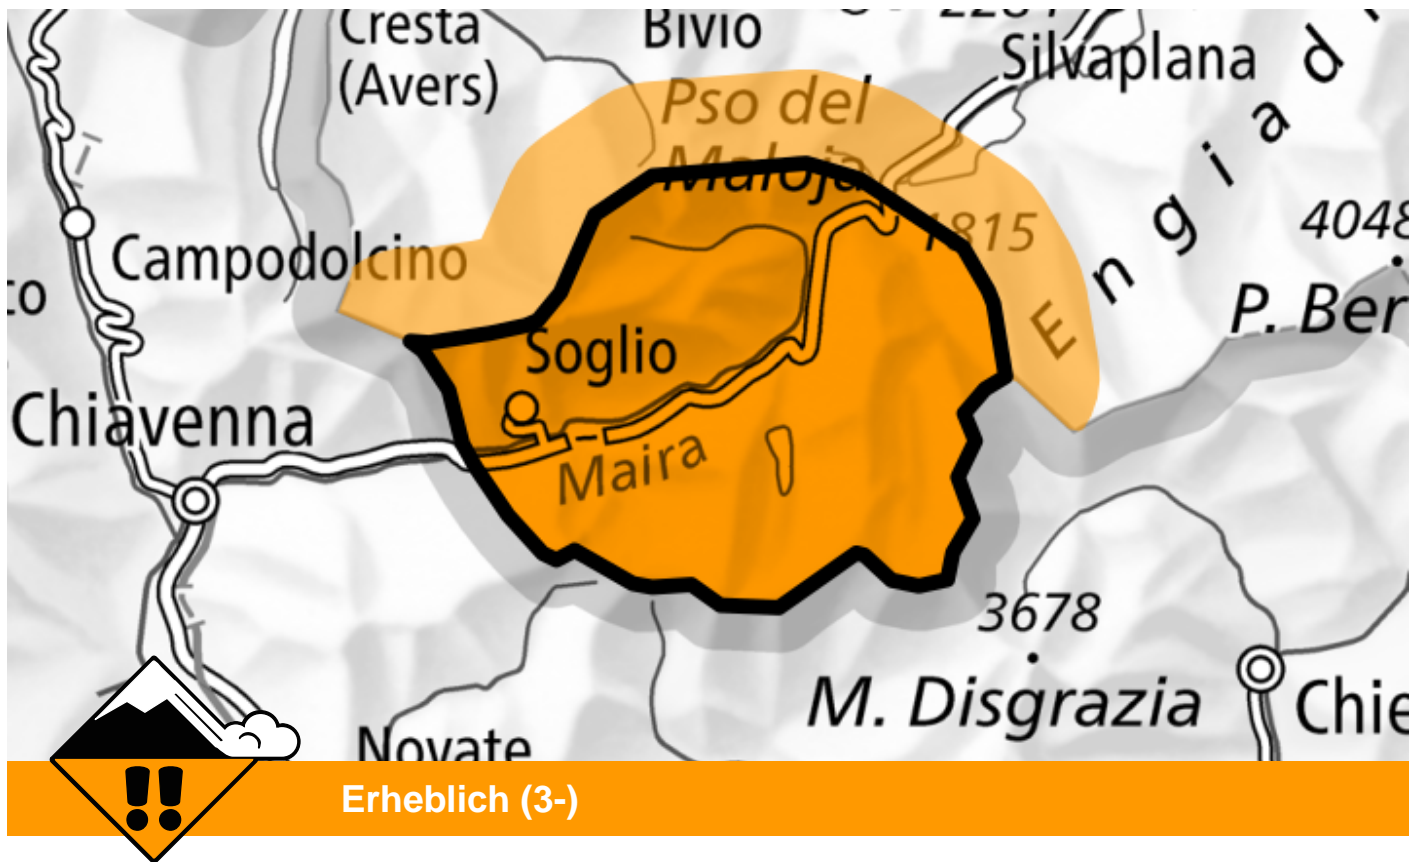 Cresta
(Avers)
Bivio
Silvaplana
Pso del
Maloja
1815
Engiad
4048
P. Ber
Campodolcino
Soglio
Chiavenna
Maira
3678
M. Disgrazia
Chie
Novate
Erheblich (3-)